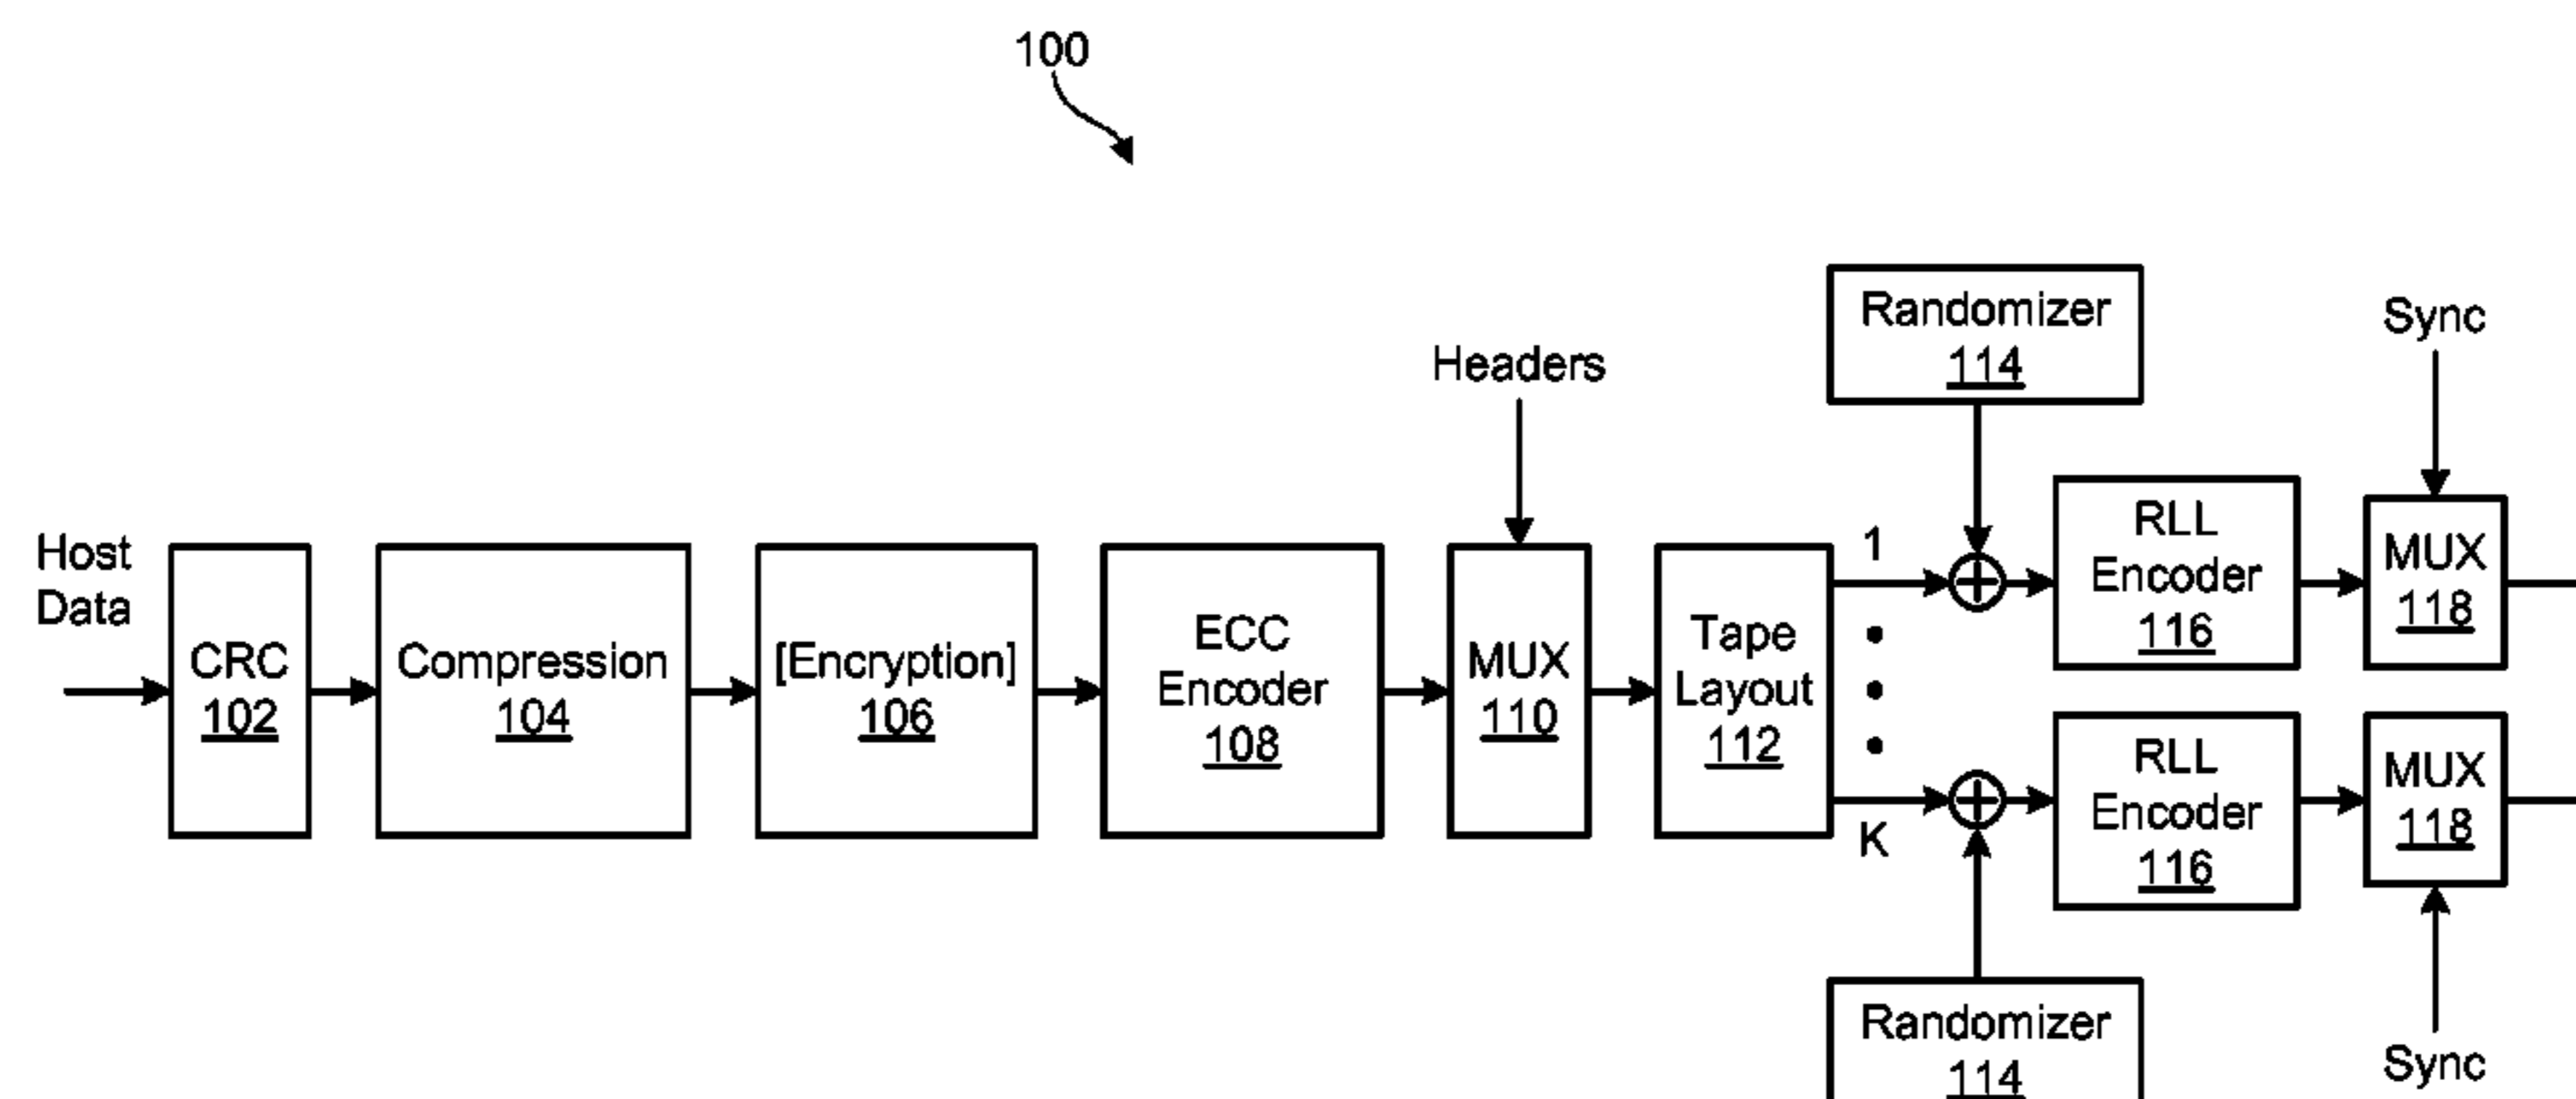 100
Host
Data
CRC
102
Compression
104
[Encryption]
106
ECC
Encoder
108
Headers
MUX
110
Tape
Layout
112
1
K
Randomizer
114
RLL
Encoder
116
Sync
MUX
118
RLL
Encoder
116
MUX
118
Randomizer
114
Sync